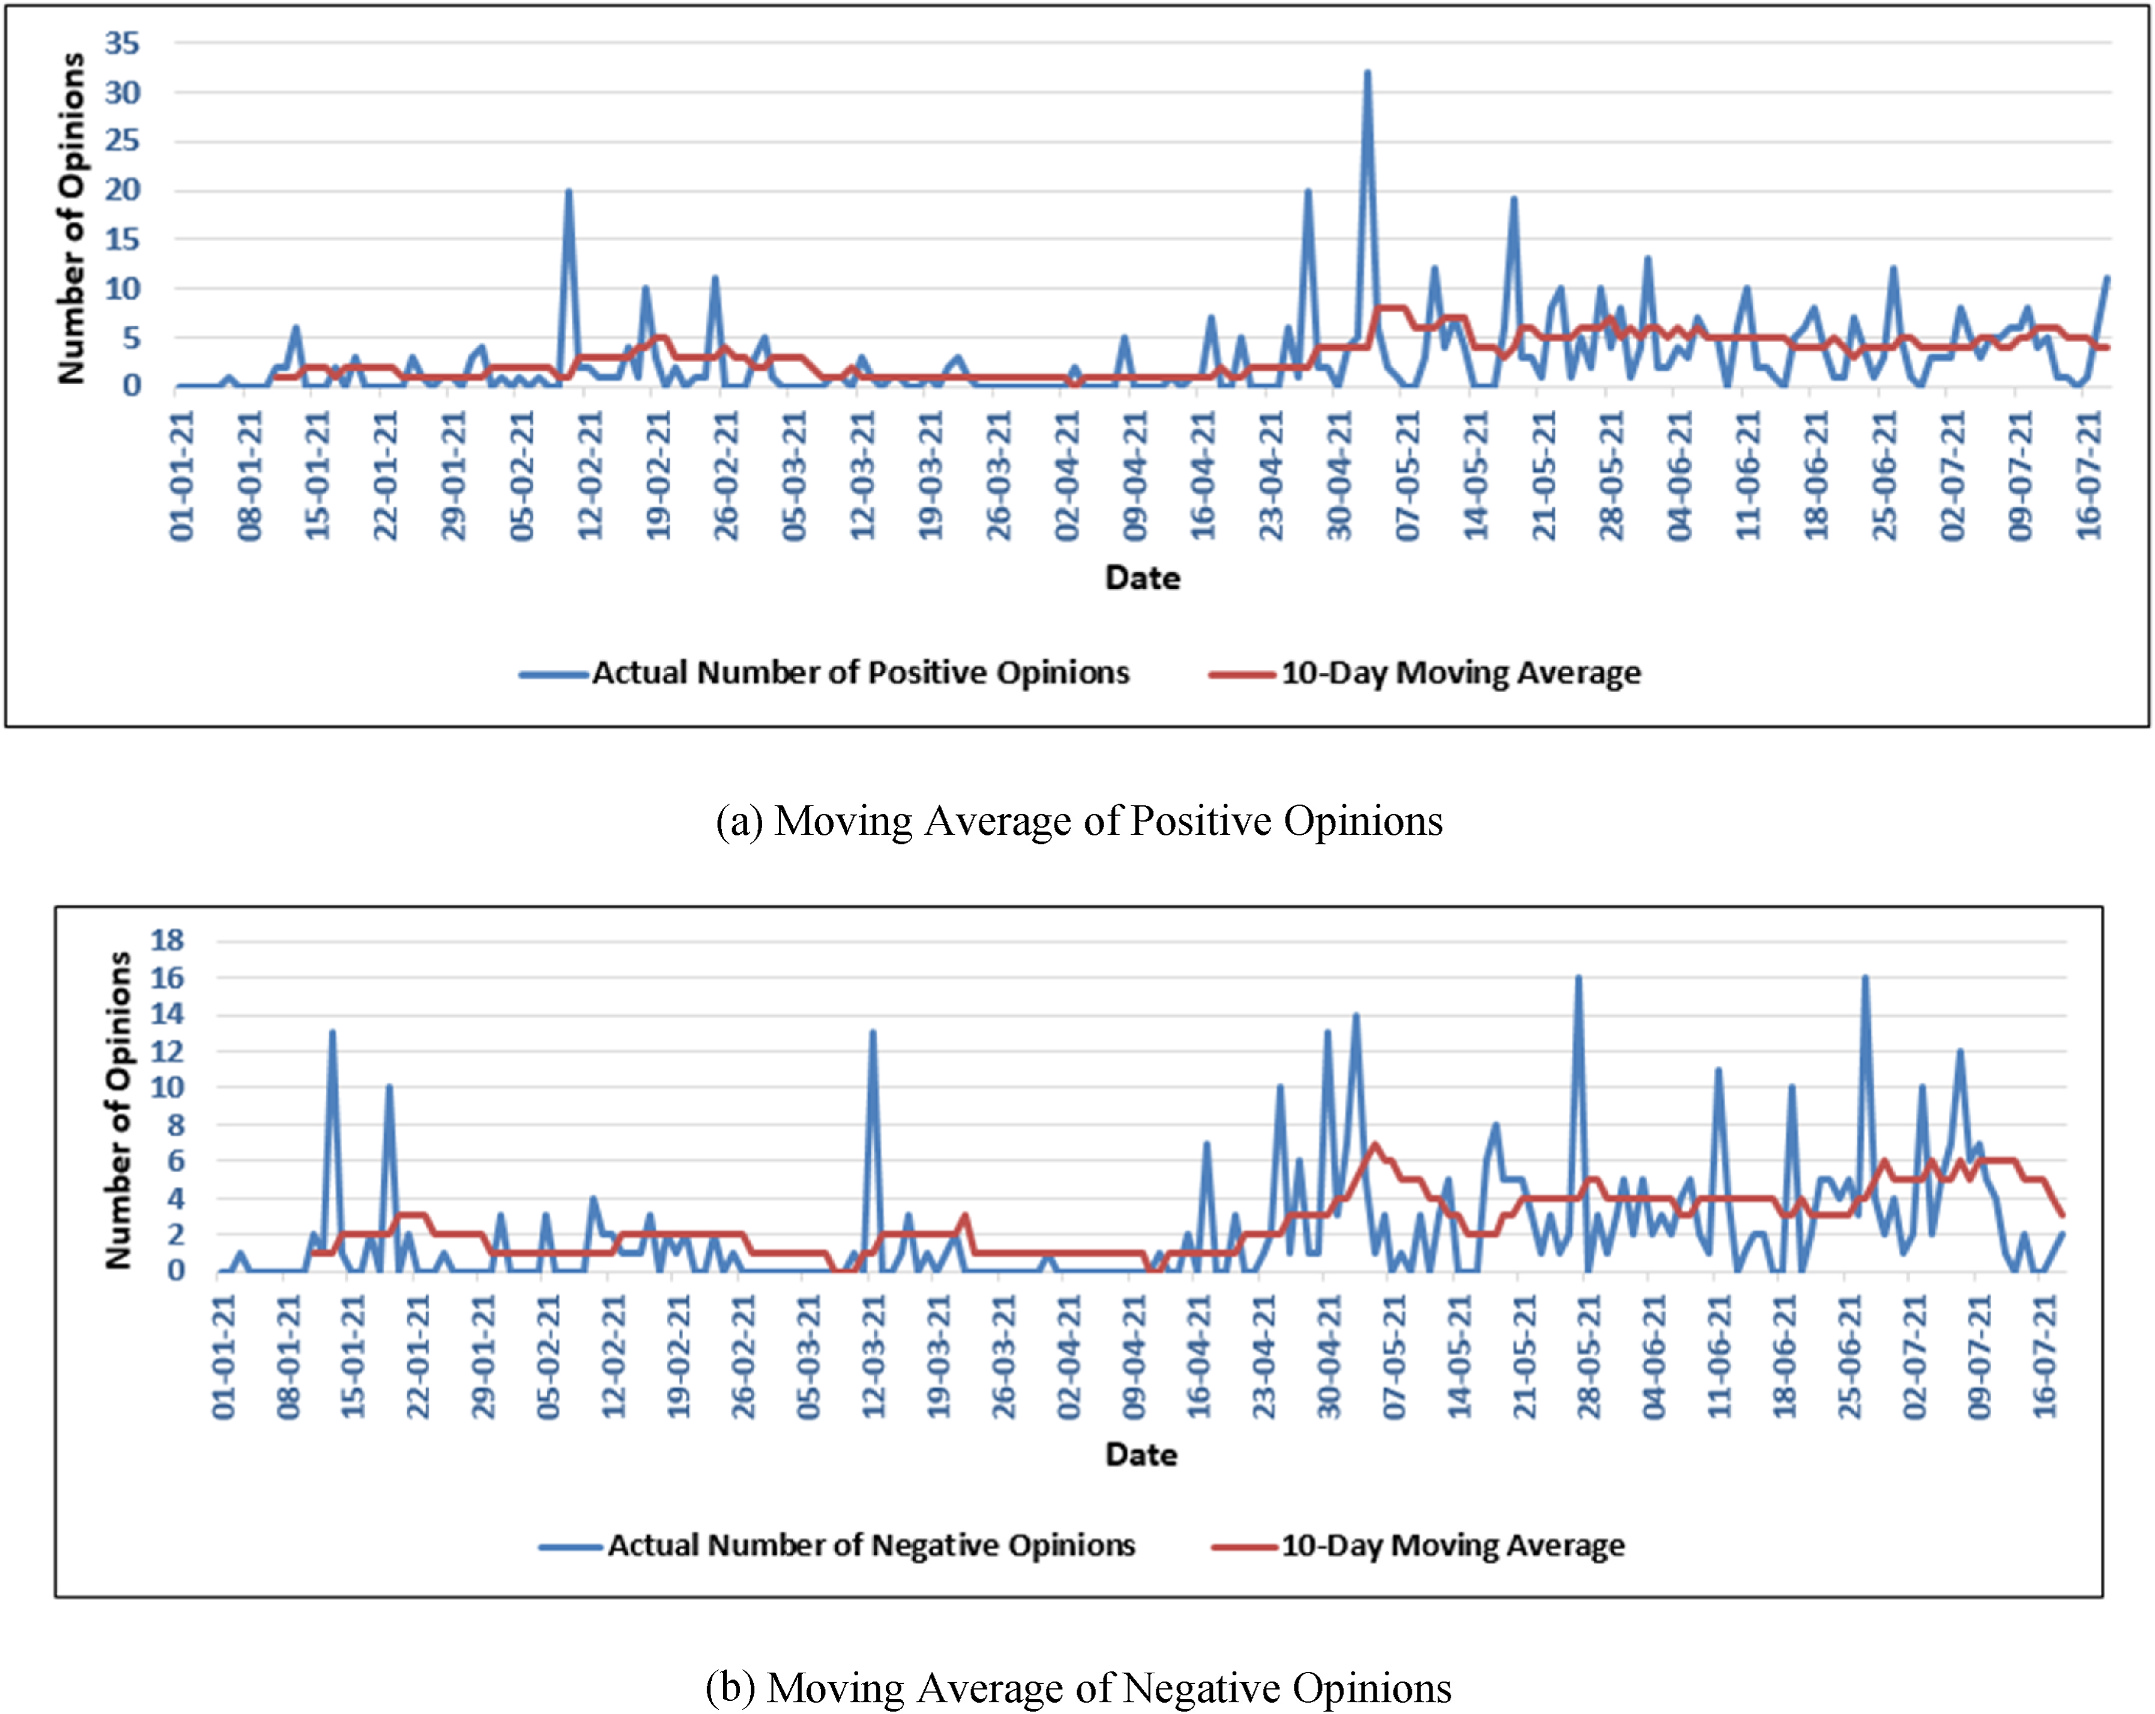 35
30
25
20
15
10
5
0
Number of Opinions
01-01-21 08-01-21 15-01-21 22-01-21 29-01-21 05-02-21 12-02-21 19-02-21 26-02-21 05-03-21 12-03-21 19-03-21 26-03-21 02-04-21 09-04-21 16-04-21 23-04-21 30-04-21 07-05-21 14-05-21 21-05-21 28-05-21 04-06-21 11-06-21 18-06-21 25-06-21 02-07-21 09-07-21 16-07-21
Date
Actual Number of Positive Opinions 10-Day Moving Average
(a) Moving Average of Positive Opinions
18
16
14
12
10
8
6
4
2
0
Number of Opinions
01-01-21 08-01-21 15-01-21 22-01-21 29-01-21 05-02-21 12-02-21 19-02-21 26-02-21 05-03-21 12-03-21 19-03-21 26-03-21 02-04-21 09-04-21 16-04-21 23-04-21 30-04-21 07-05-21 14-05-21 21-05-21 28-05-21 04-06-21 11-06-21 18-06-21 25-06-21 02-07-21 09-07-21 16-07-21
Date
Actual Number of Negative Opinions 10-Day Moving Average
(b) Moving Average of Negative Opinions